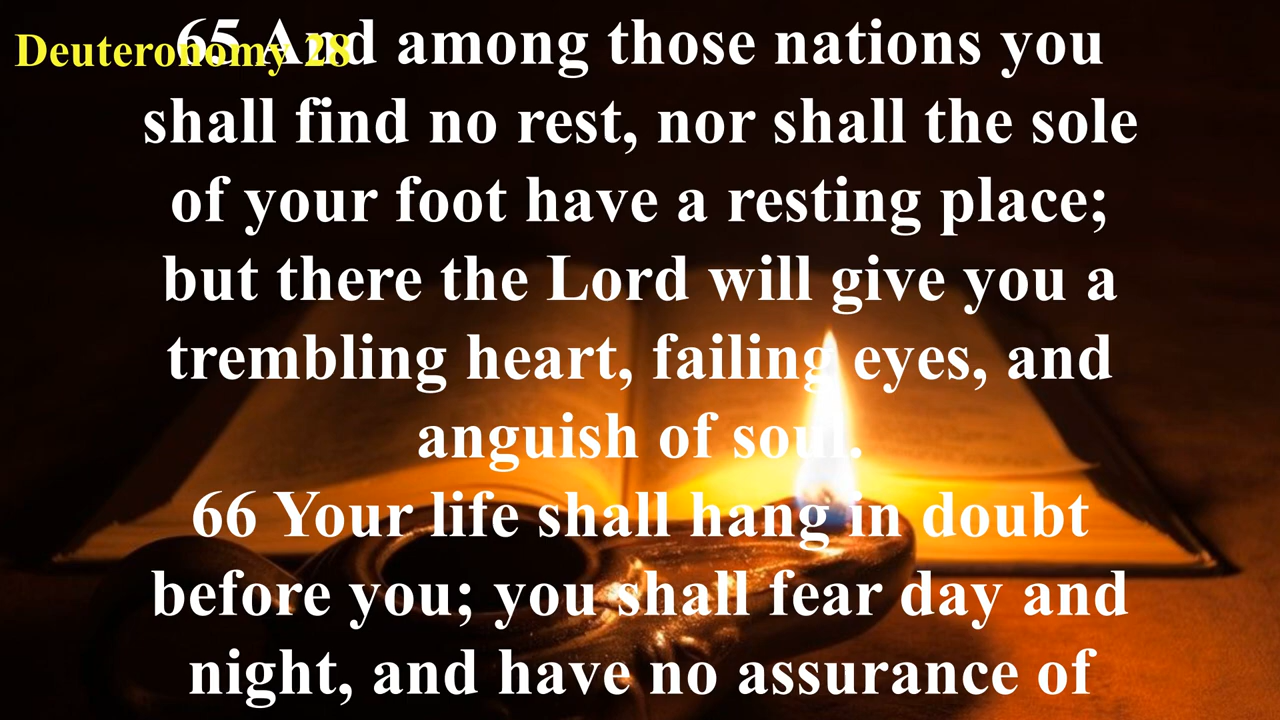 Deuteronomy 28
65 And among those nations you
shall find no rest, nor shall the sole
of your foot have a resting place;
but there the Lord will give you a
trembling heart, failing eyes, and
anguish of soul.
66 Your life shall hang in doubt
before you; you shall fear day and
night, and have no assurance of